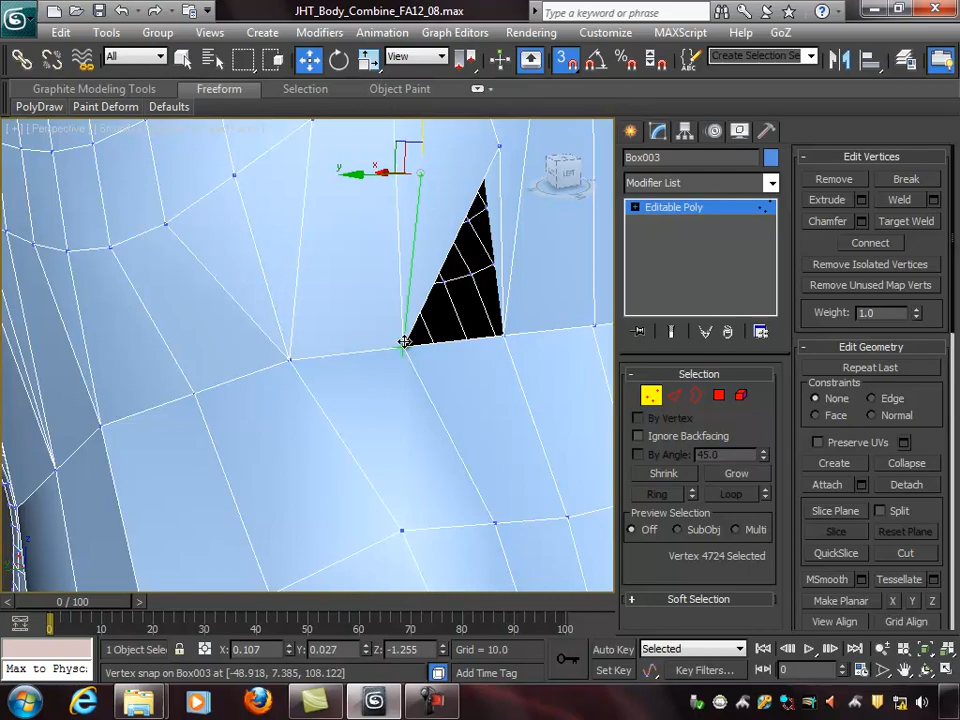 JHT_Body_Combine_FA12_08.max
Type a keyword or phrase
Edit Tools Group Views Create Modifiers Animation Graph Editors Rendering Customize MAXScript Help GoZ
All View 3 Create Selection Se
Graphite Modeling Tools Freeform Selection Object Paint
PolyDraw Paint Deform Defaults
[ + ] [ Perspective ]
y x
LEFT
Box003
Modifier List
Editable Poly
Selection
By Vertex
Ignore Backfacing
By Angle: 45.0
Shrink Grow
Ring Loop
Preview Selection
Off SubObj Multi
Vertex 4724 Selected
Soft Selection
Edit Vertices
Remove Break
Extrude Weld
Chamfer Target Weld
Connect
Remove Isolated Vertices
Remove Unused Map Verts
Weight: 1.0
Edit Geometry
Repeat Last
Constraints
None Edge
Face Normal
Preserve UVs
Create Collapse
Attach Detach
Slice Plane Split
Slice Reset Plane
QuickSlice Cut
MSmooth Tessellate
Make Planar X Y Z
View Align Grid Align
z
0 / 100
0 10 20 30 40 50 60 70 80 90 100
1 Object Selec X: 0.107 Y: 0.027 Z: -1.255 Grid = 10.0
Auto Key Selected
Max to Physc
Vertex snap on Box003 at [-48.918, 7.385, 108.122]
Add Time Tag
Set Key Key Filters... 0